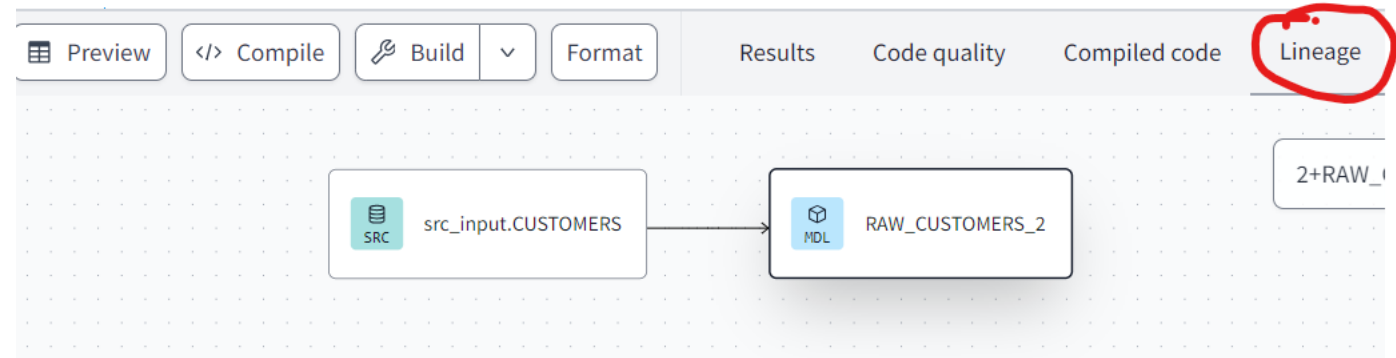 Preview </> Compile Build Format Results Code quality Compiled code Lineage
2+RAW_
src_input.CUSTOMERS RAW_CUSTOMERS_2
SRC MDL